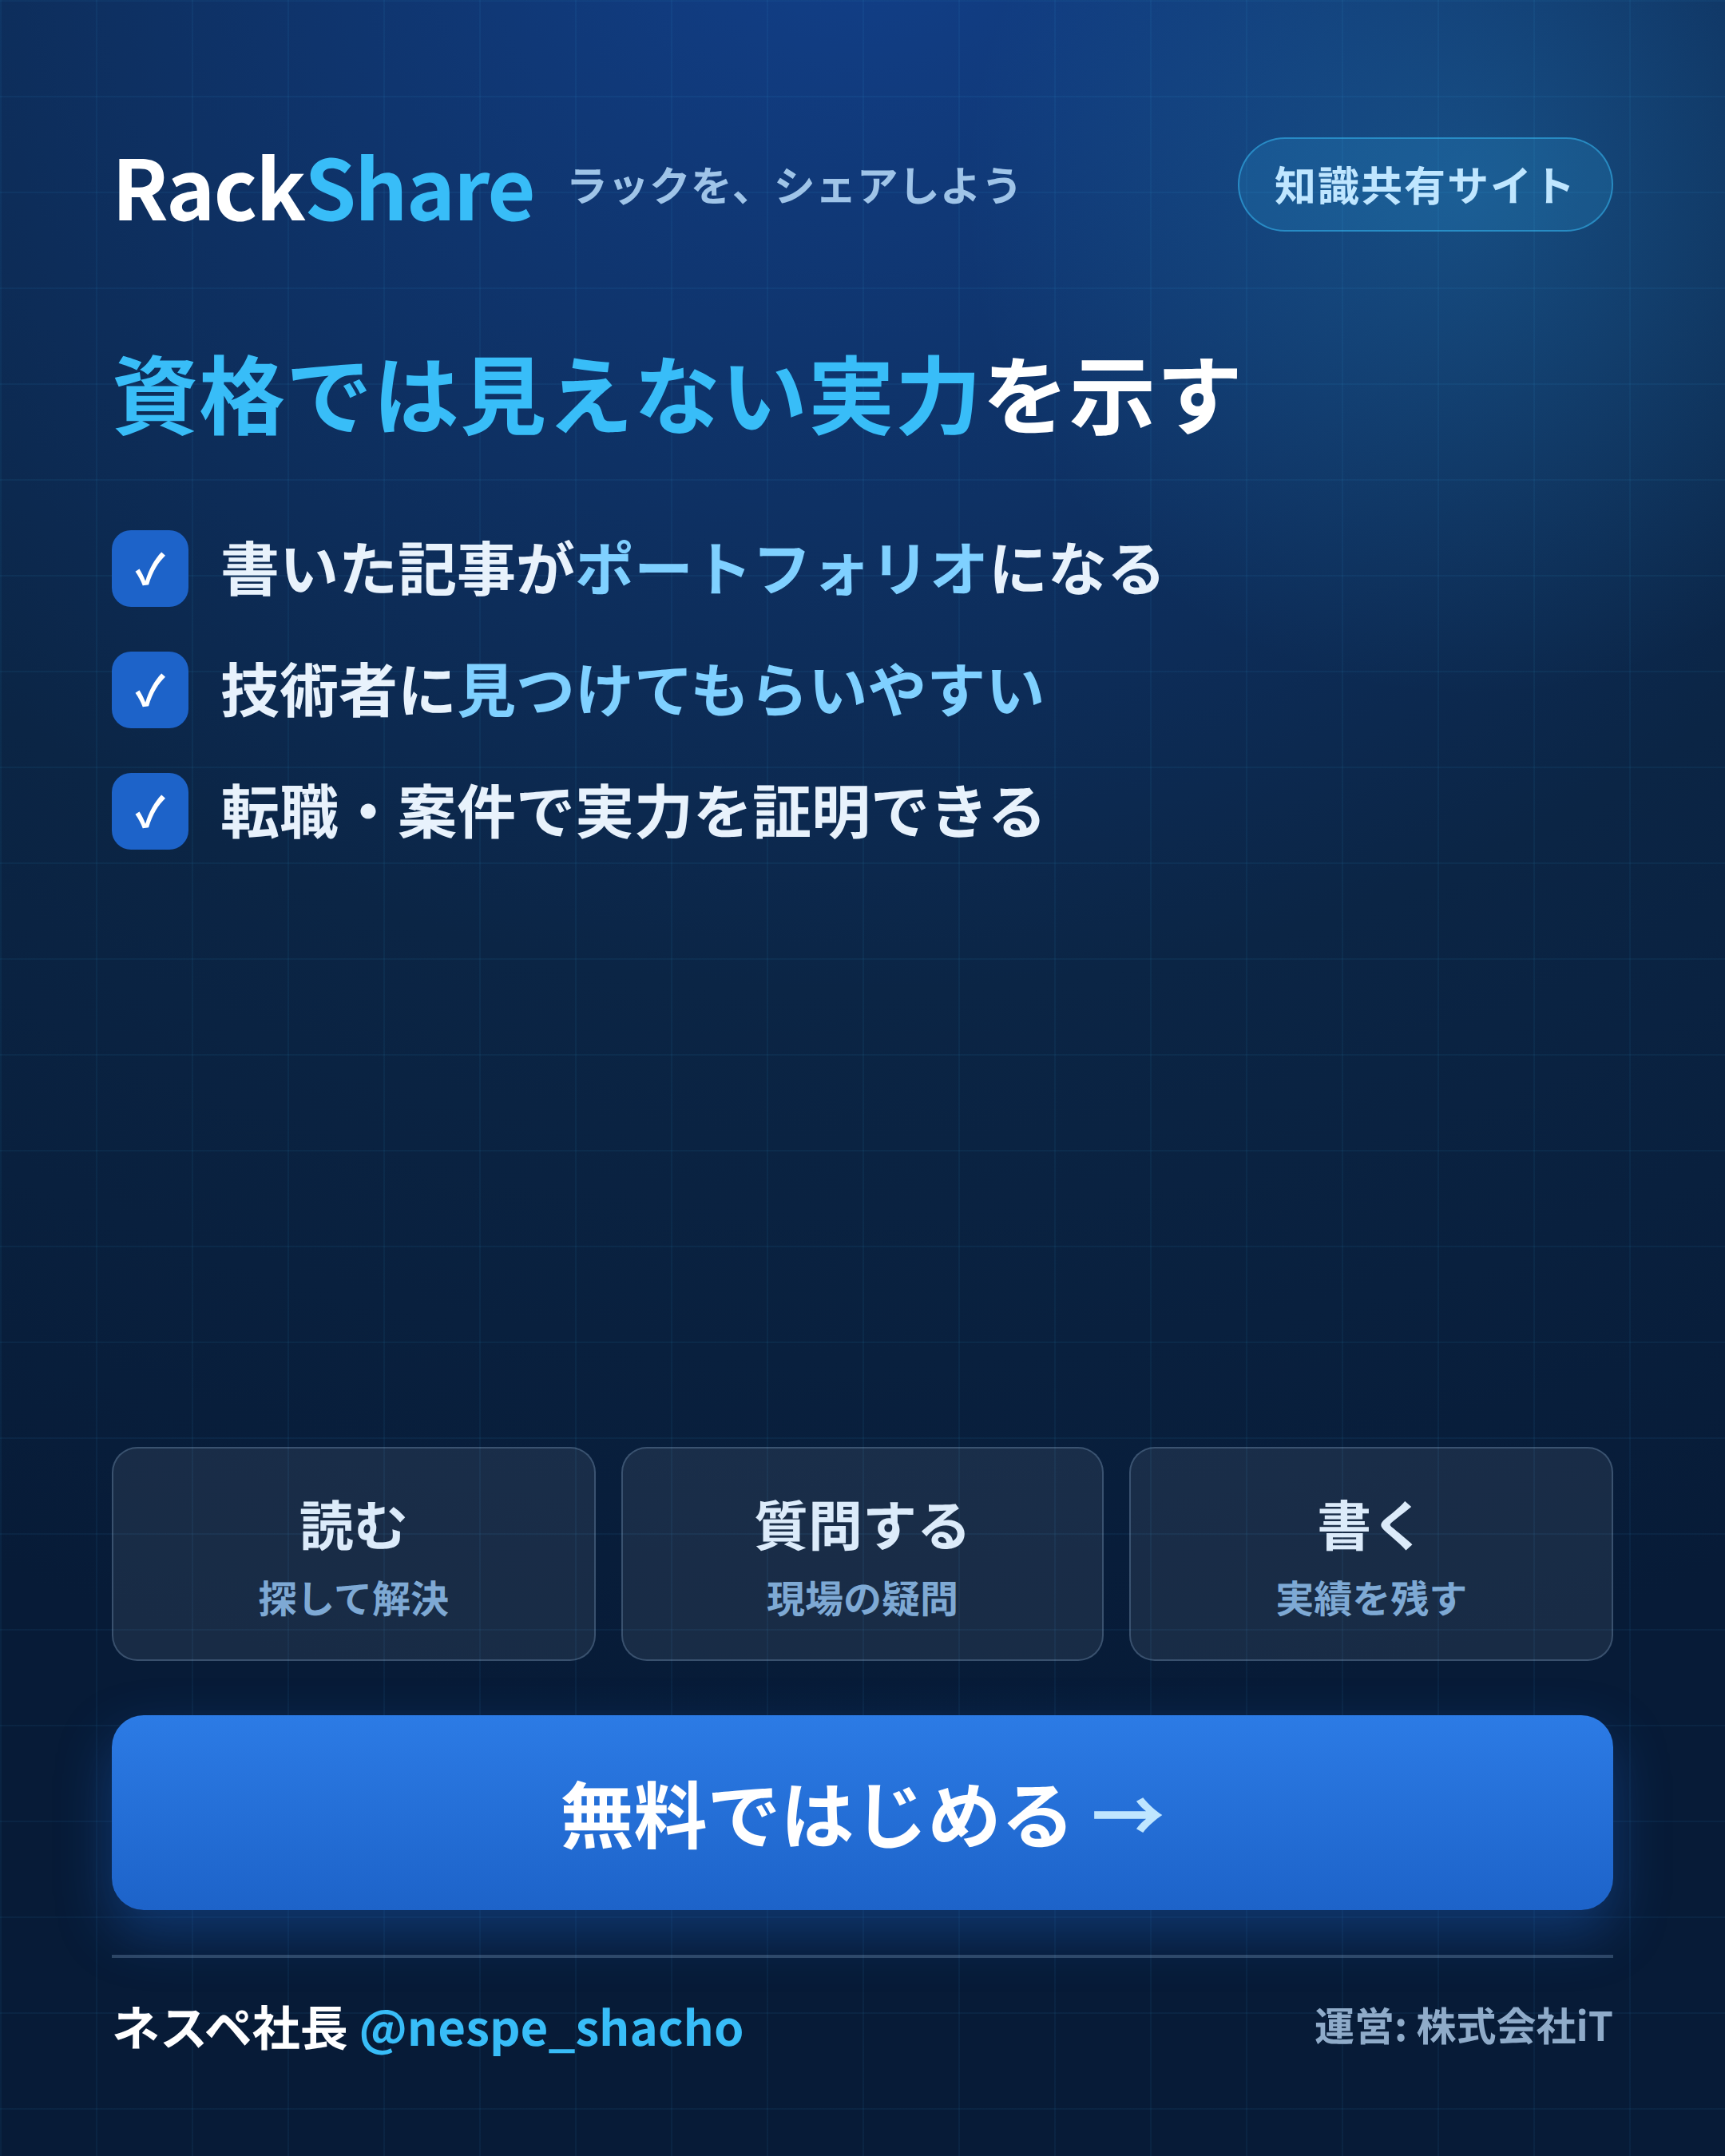 RackShare ラックを、シェアしよう 知識共有サイト
資格では見えない実力を示す
✓ 書いた記事がポートフォリオになる
✓ 技術者に見つけてもらいやすい
✓ 転職・案件で実力を証明できる
読む
探して解決
質問する
現場の疑問
書く
実績を残す
無料ではじめる →
ネスペ社長 @nespe_shacho
運営: 株式会社iT